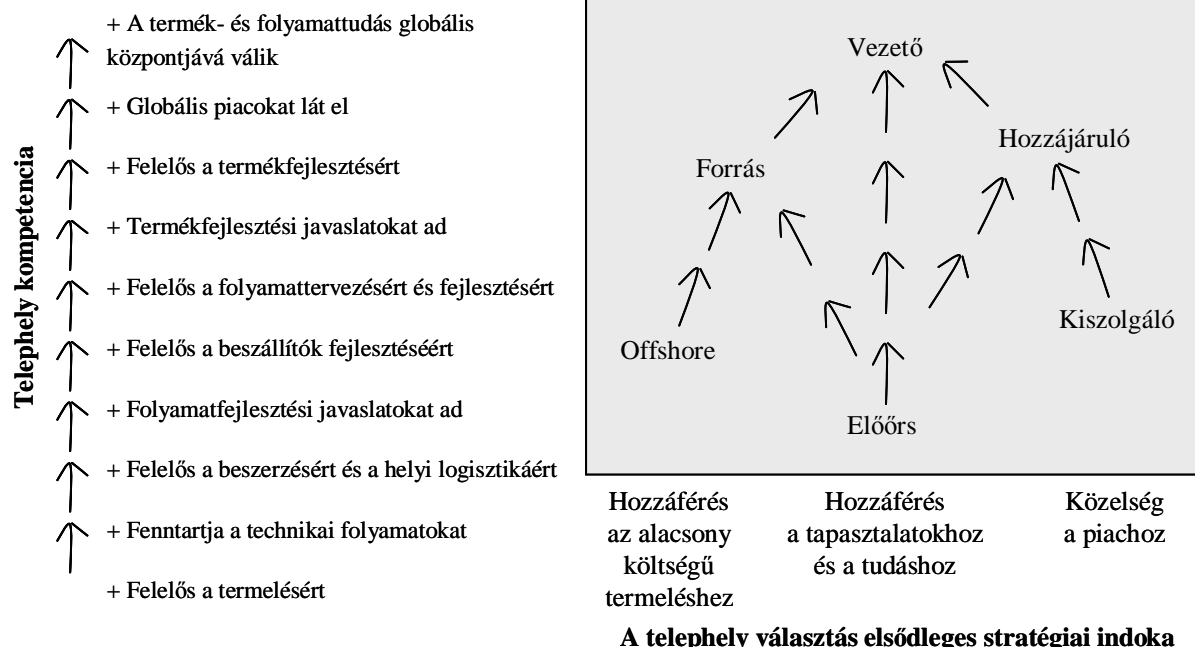 Telephely kompetencia
+ A termék- és folyamattudás globális
központjává válik
+ Globális piacokat lát el
+ Felelős a termékfejlesztésért
+ Termékfejlesztési javaslatokat ad
+ Felelős a folyamattervezésért és fejlesztésért
+ Felelős a beszállítók fejlesztéséért
+ Folyamatfejlesztési javaslatokat ad
+ Felelős a beszerzésért és a helyi logisztikáért
+ Fenntartja a technikai folyamatokat
+ Felelős a termelésért
Vezető
Hozzájáruló
Forrás
Kiszolgáló
Offshore
Előőrs
Hozzáférés
az alacsony
költségű
termeléshez
Hozzáférés
a tapasztalatokhoz
és a tudáshoz
Közelség
a piachoz
A telephely választás elsődleges stratégiai indoka